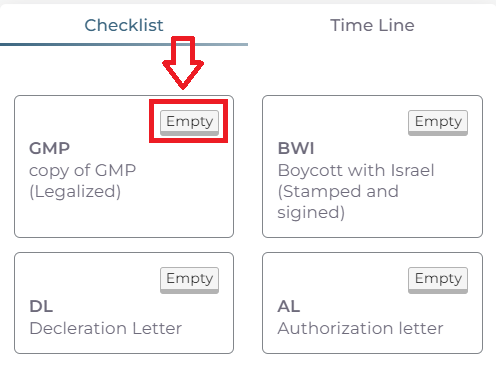 Checklist
Time Line
Empty
GMP
copy of GMP
(Legalized)
Empty
BWI
Boycott with Israel
(Stamped and
sigined)
Empty
DL
Decleration Letter
Empty
AL
Authorization letter